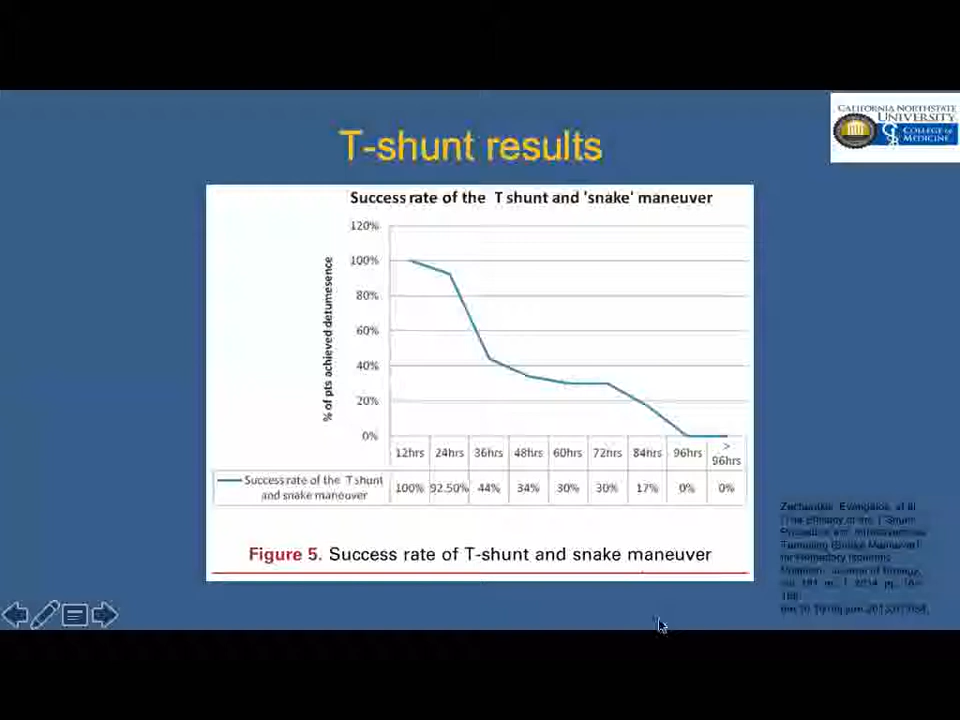 CALIFORNIA NORTHSTATE
UNIVERSITY
COLLEGE of
MEDICINE
T-shunt results
Success rate of the T shunt and 'snake' maneuver
% of pts achieved detumesence
120%
100%
80%
60%
40%
20%
0%
12hrs 24hrs 36hrs 48hrs 60hrs 72hrs 84hrs 96hrs > 96hrs
Success rate of the T shunt
and snake maneuver
100% 92.50% 44% 34% 30% 30% 17% 0% 0%
Figure 5. Success rate of T-shunt and snake maneuver
Evangelos, et al.
Journal of Urology,